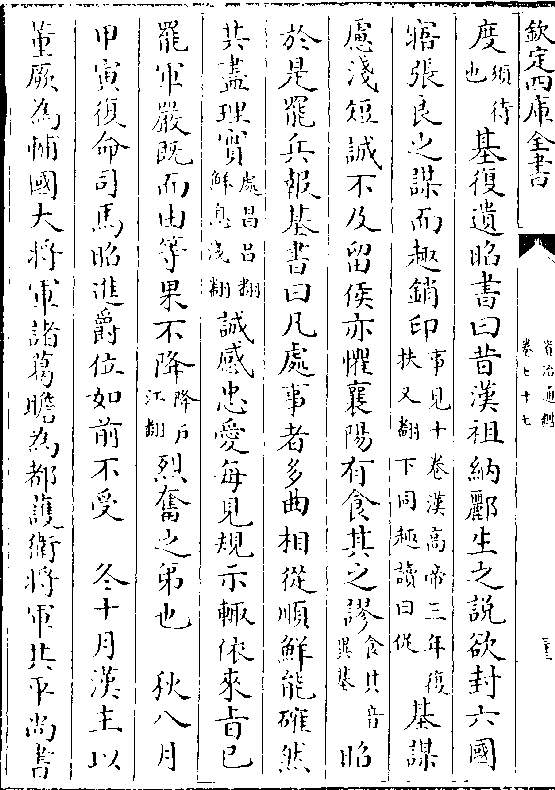 欽定四庫全書
資治通鑑
卷七十七
度須待也基復遺昭書曰昔漢祖納酈生之說欲封六國
寤張良之謀而趣銷印事見十卷漢高帝三年復扶又翻下同趣讀曰促基謀
慮淺短誠不及留侯亦懼襄陽有食其之謬食其音異基昭
於是罷兵報基書曰凡處事者多曲相從順鮮能確然
共盡理實處昌呂翻鮮息淺翻誠感忠愛每見規示輒依來㫖已
罷軍嚴既而由等果不降降戶江翻烈奮之弟也 秋八月
甲寅復命司馬昭進爵位如前不受 冬十月漢主以
董厥為輔國大將軍諸葛瞻為都護衛將軍共平尚書